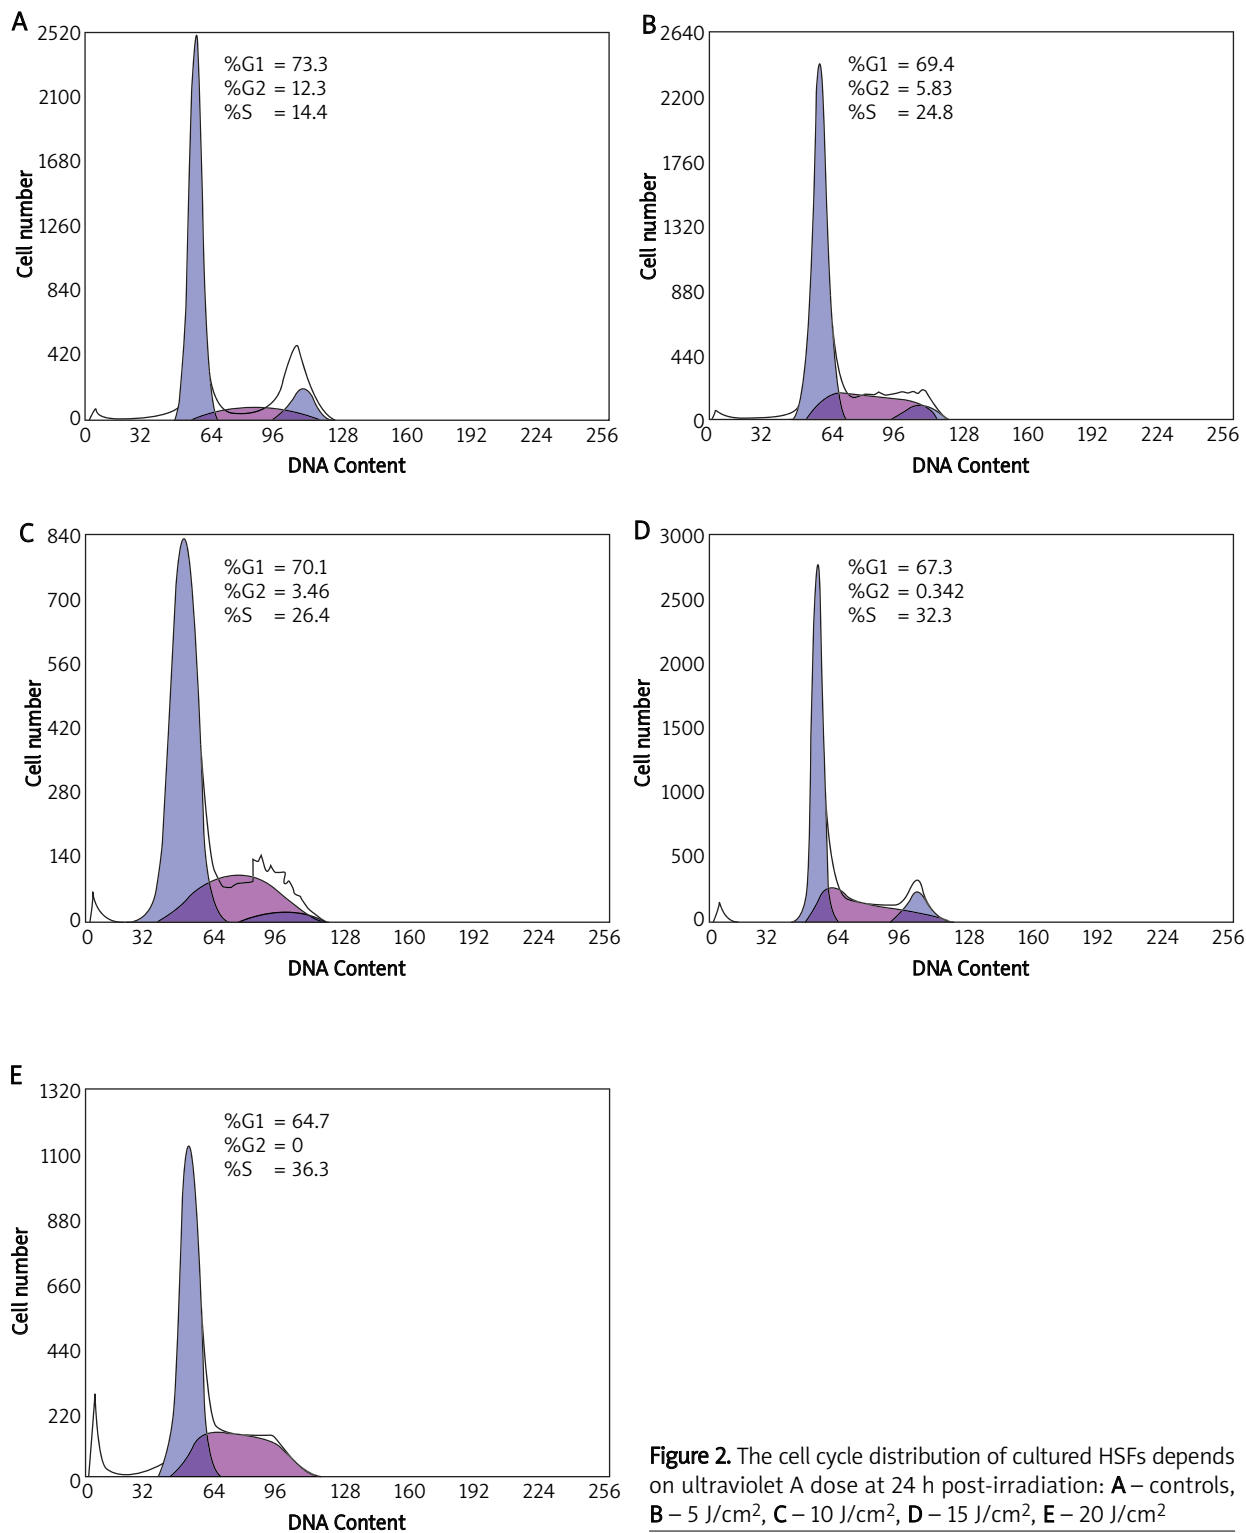 A
2520
2100
1680
1260
840
420
0
Cell number
%G1 = 73.3
%G2 = 12.3
%S = 14.4
0 32 64 96 128 160 192 224 256
DNA Content
B
2640
2200
1760
1320
880
440
0
Cell number
%G1 = 69.4
%G2 = 5.83
%S = 24.8
0 32 64 96 128 160 192 224 256
DNA Content
C
840
700
560
420
280
140
0
Cell number
%G1 = 70.1
%G2 = 3.46
%S = 26.4
0 32 64 96 128 160 192 224 256
DNA Content
D
3000
2500
2000
1500
1000
500
0
Cell number
%G1 = 67.3
%G2 = 0.342
%S = 32.3
0 32 64 96 128 160 192 224 256
DNA Content
E
1320
1100
880
660
440
220
0
Cell number
%G1 = 64.7
%G2 = 0
%S = 36.3
0 32 64 96 128 160 192 224 256
DNA Content
Figure 2. The cell cycle distribution of cultured HSFs depends
on ultraviolet A dose at 24 h post-irradiation: A – controls,
B – 5 J/cm², C – 10 J/cm², D – 15 J/cm², E – 20 J/cm²